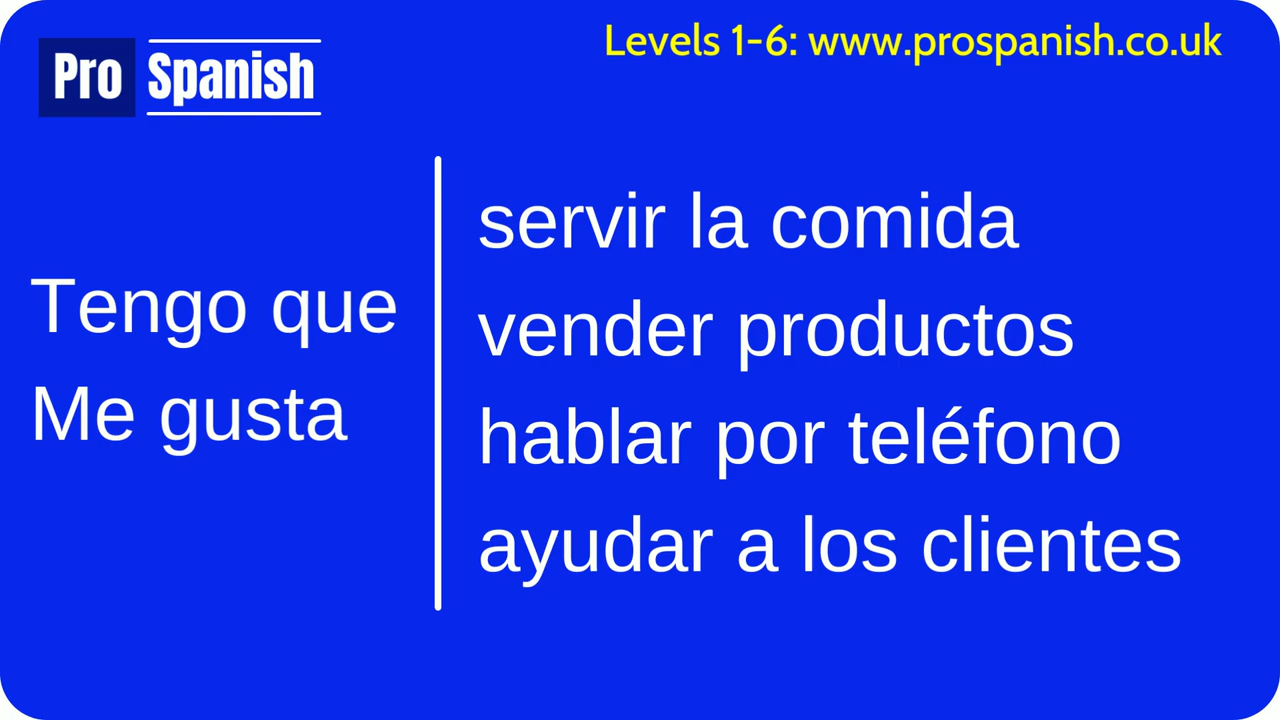 Pro Spanish
Levels 1-6: www.prospanish.co.uk
Tengo que
Me gusta
servir la comida
vender productos
hablar por teléfono
ayudar a los clientes